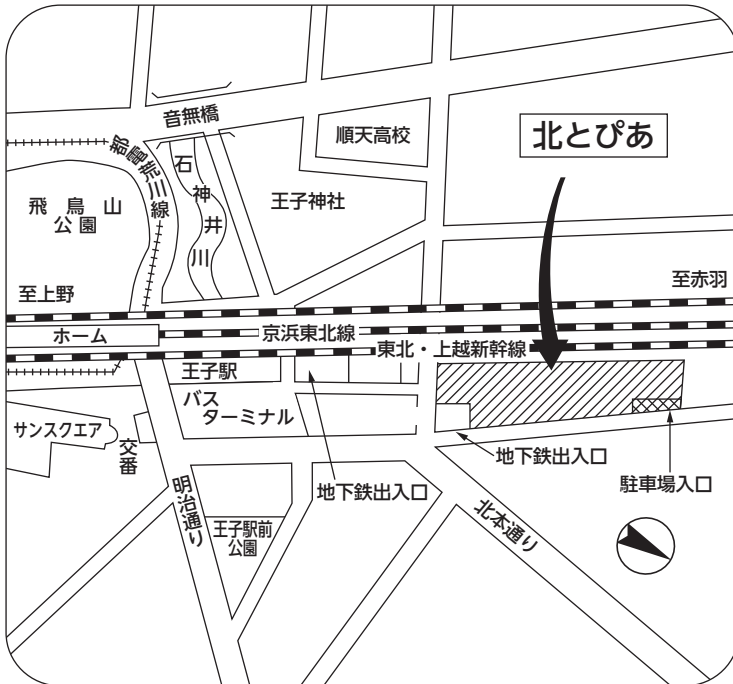 音無橋
順天高校
北とぴあ
都電荒川線
石神井川
王子神社
飛鳥山
公園
至上野
至赤羽
ホーム
京浜東北線
東北・上越新幹線
王子駅
バス
ターミナル
サンスクエア
交番
地下鉄出入口
地下鉄出入口
駐車場入口
明治通り
王子駅前
公園
北本通り